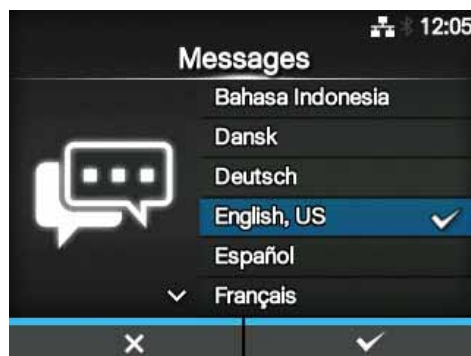 12:05
Messages
Bahasa Indonesia
Dansk
Deutsch
English, US
Español
Français